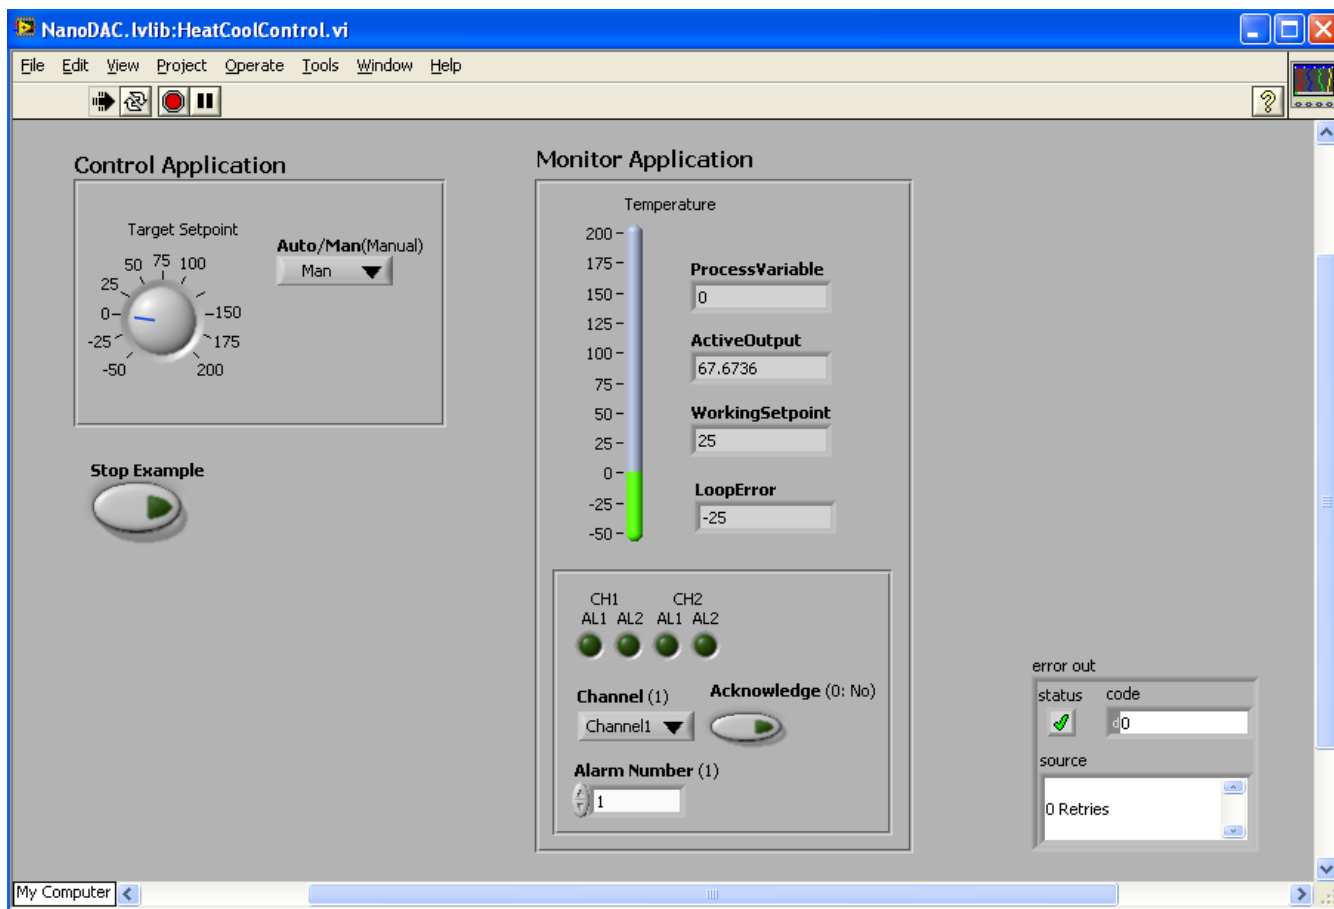 NanoDAC.lvlib:HeatCoolControl.vi
File Edit View Project Operate Tools Window Help
Control Application
Target Setpoint
Auto/Man(Manual)
Man
50 75 100
25
0 150
-25 175
-50 200
Stop Example
Monitor Application
Temperature
200
175
150
125
100
75
50
25
0
-25
-50
ProcessVariable
0
ActiveOutput
67.6736
WorkingSetpoint
25
LoopError
-25
CH1 CH2
AL1 AL2 AL1 AL2
Channel (1)
Channel1
Acknowledge (0: No)
Alarm Number (1)
1
error out
status code
d0
source
0 Retries
My Computer